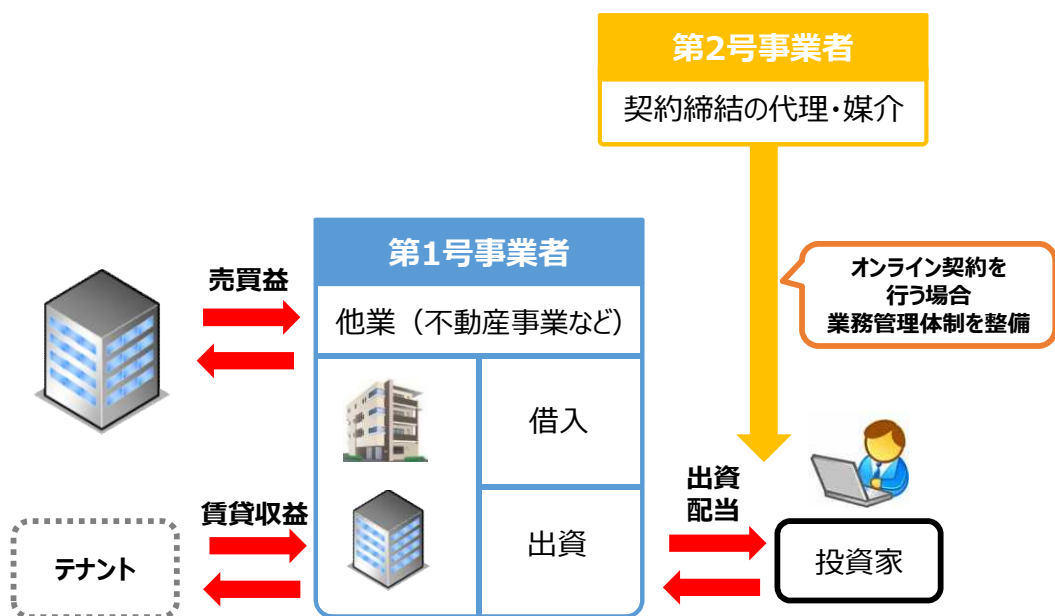 第2号事業者
契約締結の代理・媒介
第1号事業者
他業（不動産事業など）
借入
出資
売買益
賃貸収益
テナント
オンライン契約を
行う場合
業務管理体制を整備
出資
配当
投資家